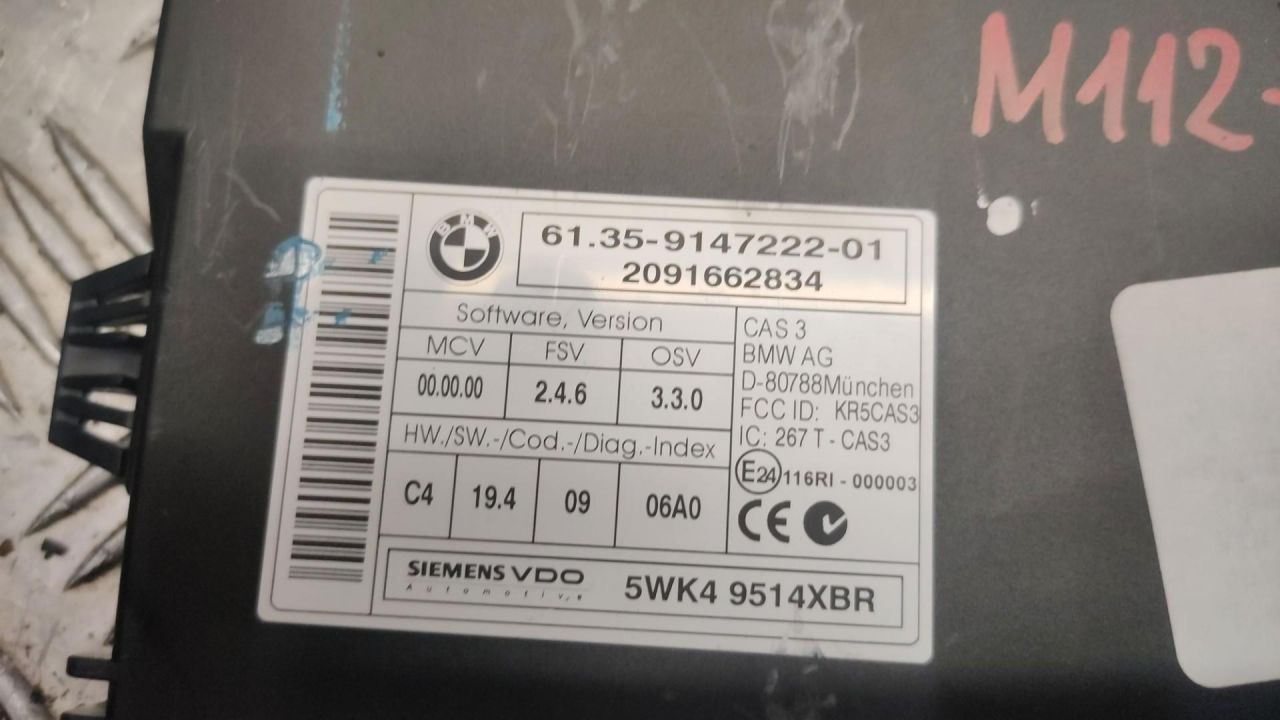 M112-
BMW
61.35-9147222-01
2091662834
Software, Version
MCV FSV OSV
00.00.00 2.4.6 3.3.0
HW./SW.-/Cod.-/Diag.-Index
C4 19.4 09 06A0
CAS 3
BMW AG
D-80788München
FCC ID: KR5CAS3
IC: 267 T - CAS3
E24 116RI - 000003
CE
SIEMENS VDO
Automotive
5WK4 9514XBR